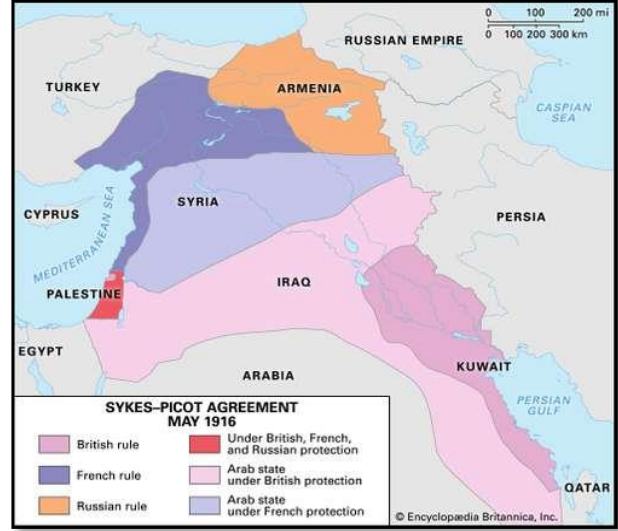 0 100 200 mi
0 100 200 300 km
RUSSIAN EMPIRE
TURKEY
ARMENIA
CASPIAN
SEA
CYPRUS
MEDITERRANEAN SEA
SYRIA
PERSIA
PALESTINE
IRAQ
EGYPT
ARABIA
KUWAIT
PERSIAN
GULF
QATAR
SYKES–PICOT AGREEMENT
MAY 1916
British rule
French rule
Russian rule
Under British, French,
and Russian protection
Arab state
under British protection
Arab state
under French protection
© Encyclopædia Britannica, Inc.